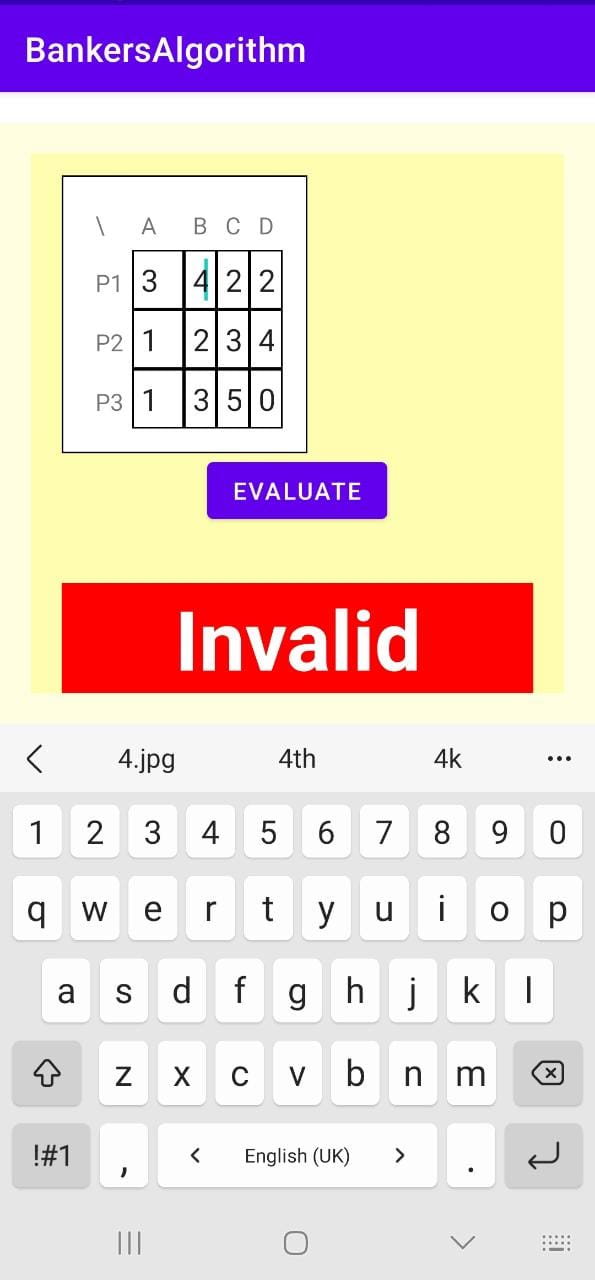 BankersAlgorithm
\ A B C D
P1 3 4 2 2
P2 1 2 3 4
P3 1 3 5 0
EVALUATE
Invalid
4.jpg 4th 4k ...
1 2 3 4 5 6 7 8 9 0
q w e r t y u i o p
a s d f g h j k l
z x c v b n m
!#1 , < English (UK) > .